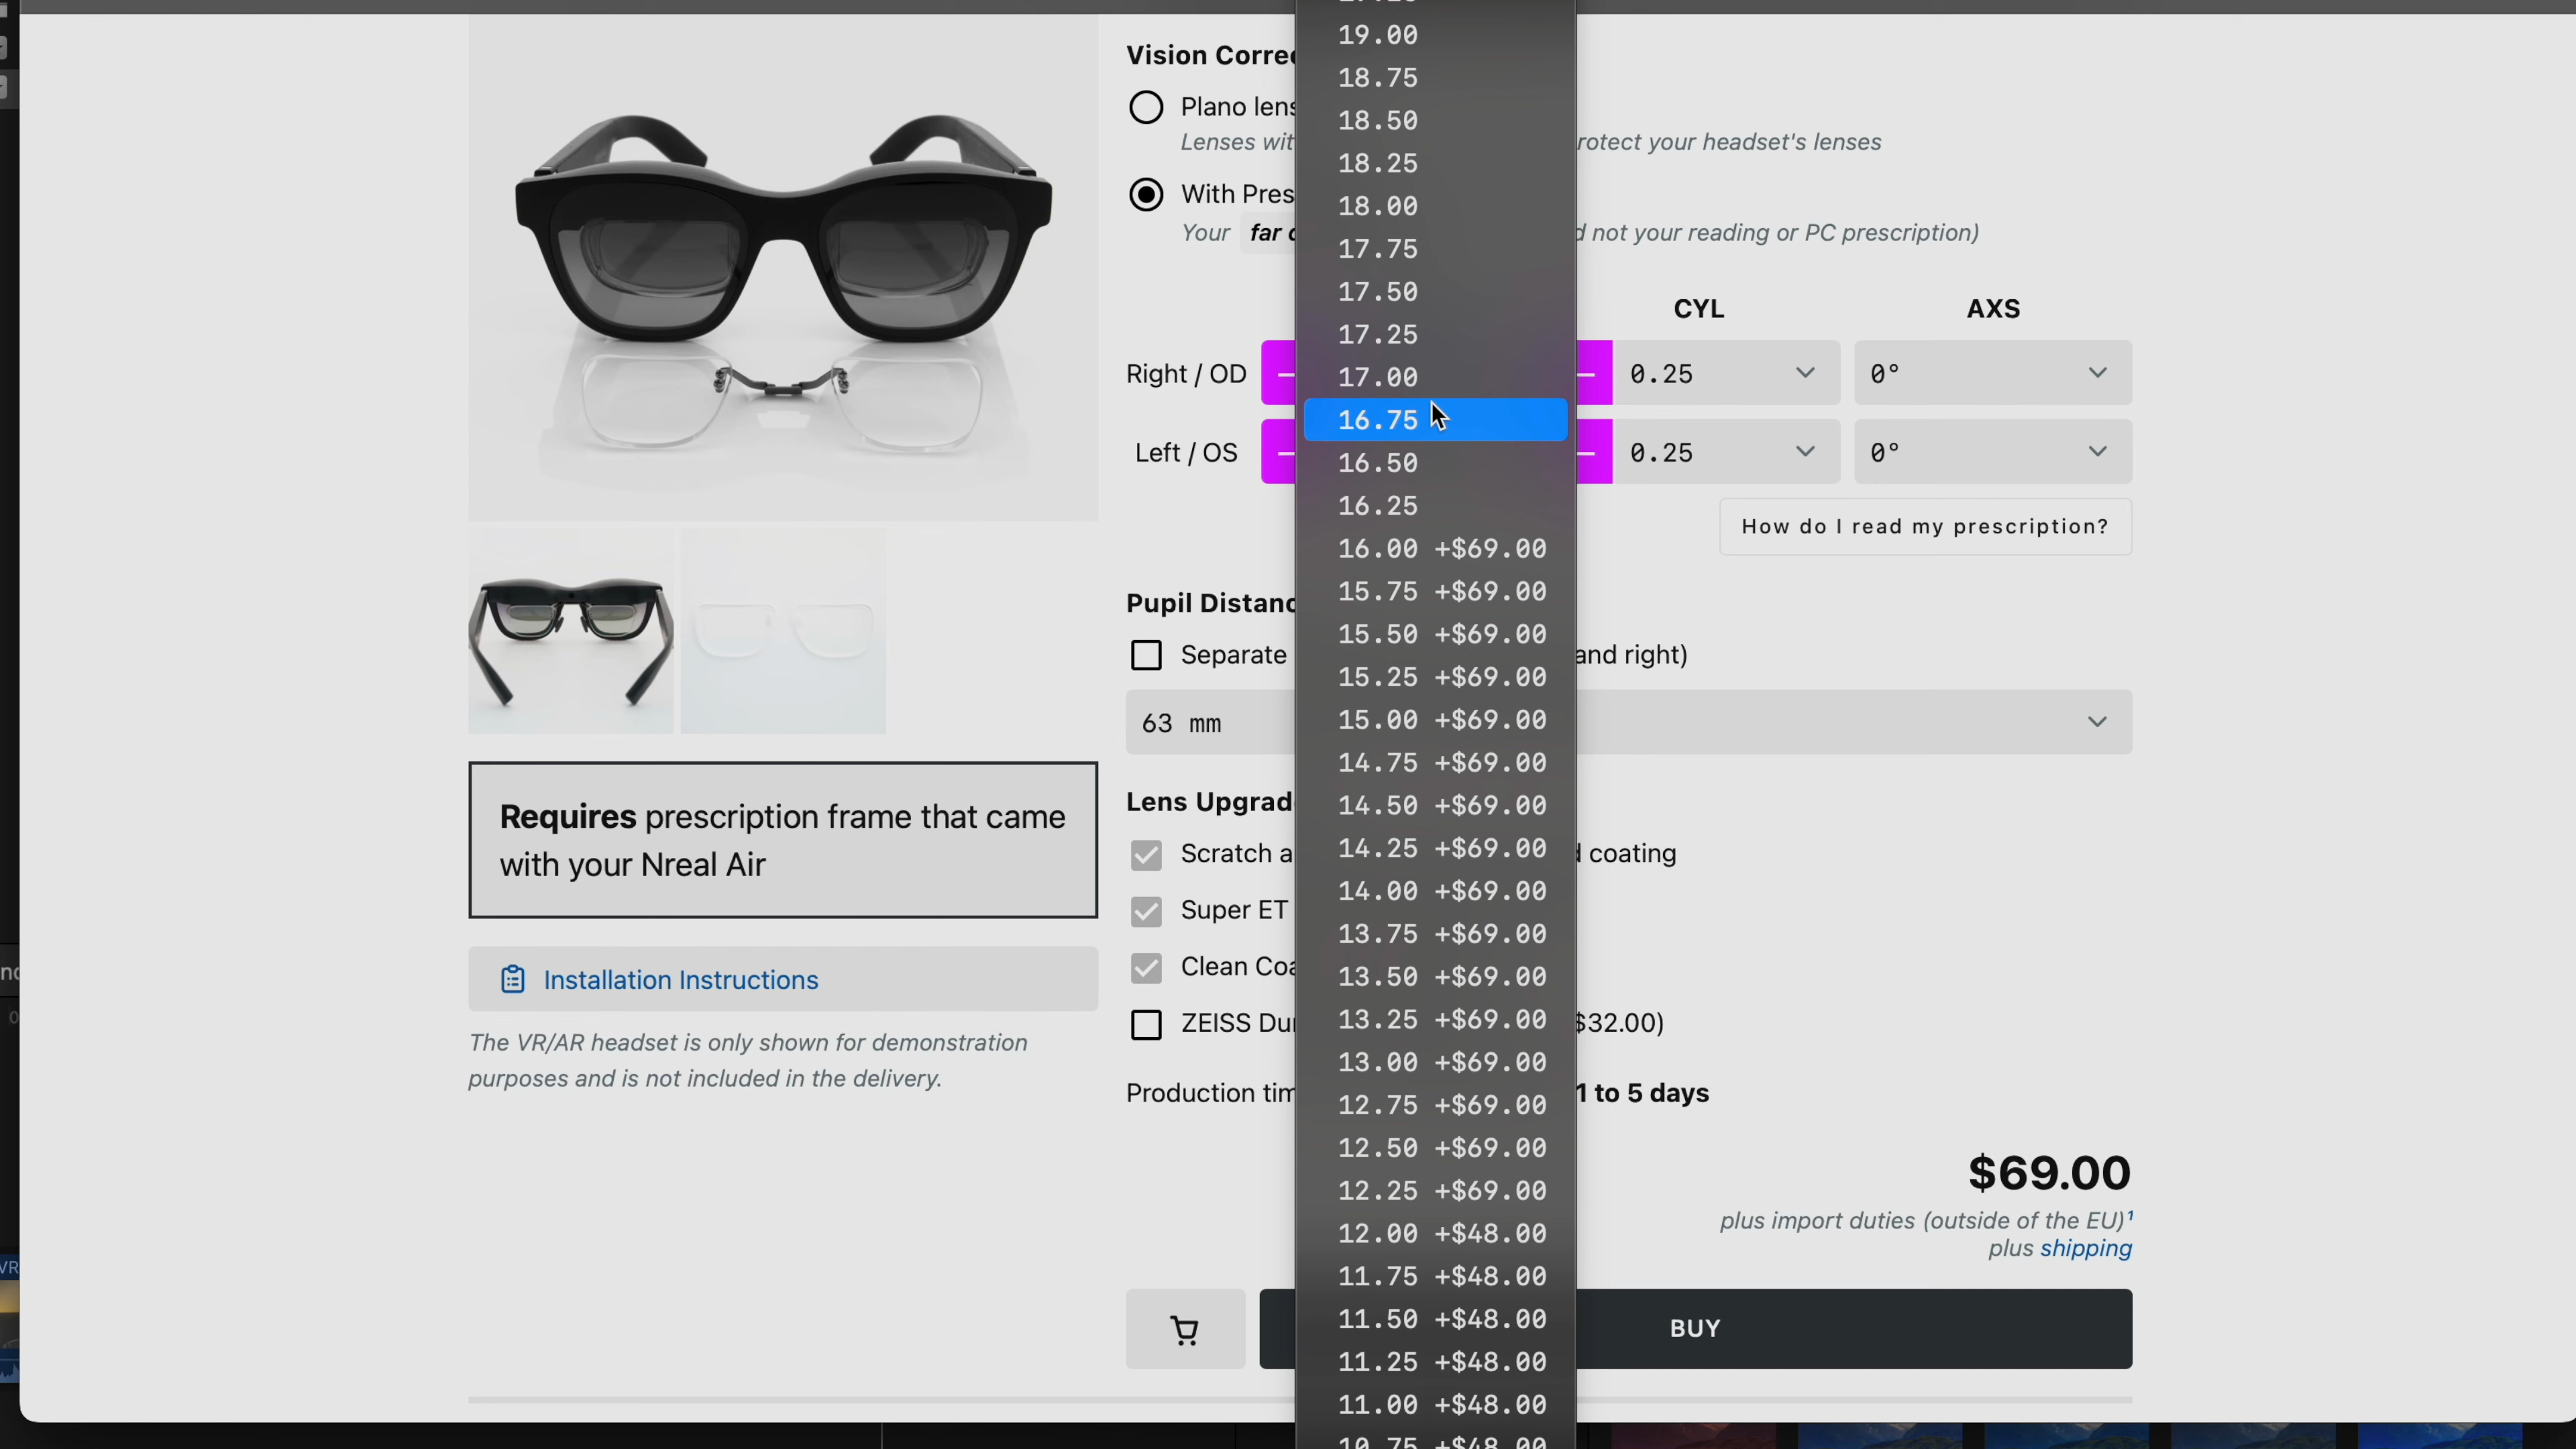 Vision Corre
Plano lens
Lenses wit
rotect your headset's lenses
With Pres
Your far
d not your reading or PC prescription)
CYL
AXS
Right / OD
0.25
0°
Left / OS
0.25
0°
How do I read my prescription?
Pupil Distanc
Separate
and right)
63 mm
Lens Upgrad
Scratch a
coating
Super ET
Clean Coa
ZEISS Du
$32.00)
Production tim
1 to 5 days
$69.00
plus import duties (outside of the EU)¹
plus shipping
BUY
19.00
18.75
18.50
18.25
18.00
17.75
17.50
17.25
17.00
16.75
16.50
16.25
16.00 +$69.00
15.75 +$69.00
15.50 +$69.00
15.25 +$69.00
15.00 +$69.00
14.75 +$69.00
14.50 +$69.00
14.25 +$69.00
14.00 +$69.00
13.75 +$69.00
13.50 +$69.00
13.25 +$69.00
13.00 +$69.00
12.75 +$69.00
12.50 +$69.00
12.25 +$69.00
12.00 +$48.00
11.75 +$48.00
11.50 +$48.00
11.25 +$48.00
11.00 +$48.00
10.75 +$48.00
Requires prescription frame that came
with your Nreal Air
Installation Instructions
The VR/AR headset is only shown for demonstration
purposes and is not included in the delivery.
VR